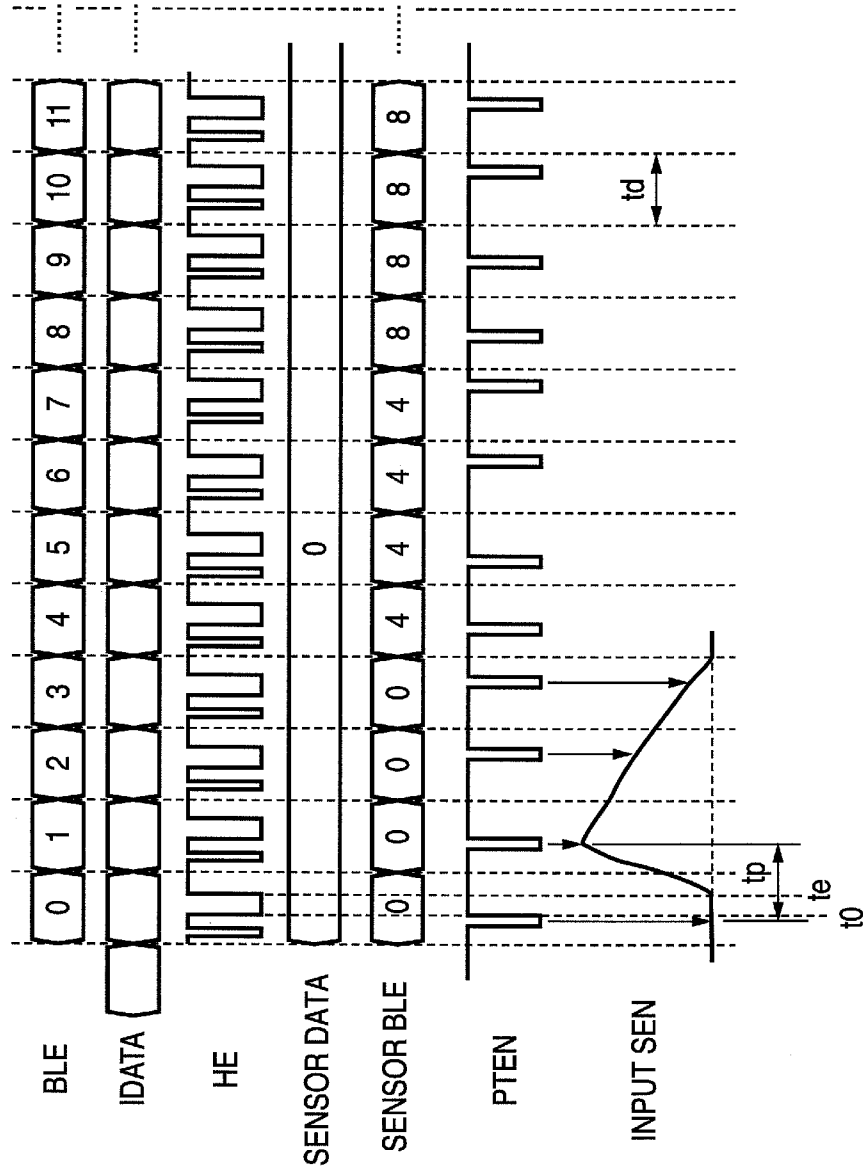 BLE 0 1 2 3 4 5 6 7 8 9 10 11
IDATA
HE
SENSOR DATA 0
SENSOR BLE 0 0 0 0 4 4 4 4 8 8 8 8
PTEN
td
INPUT SEN
tp
te
t0